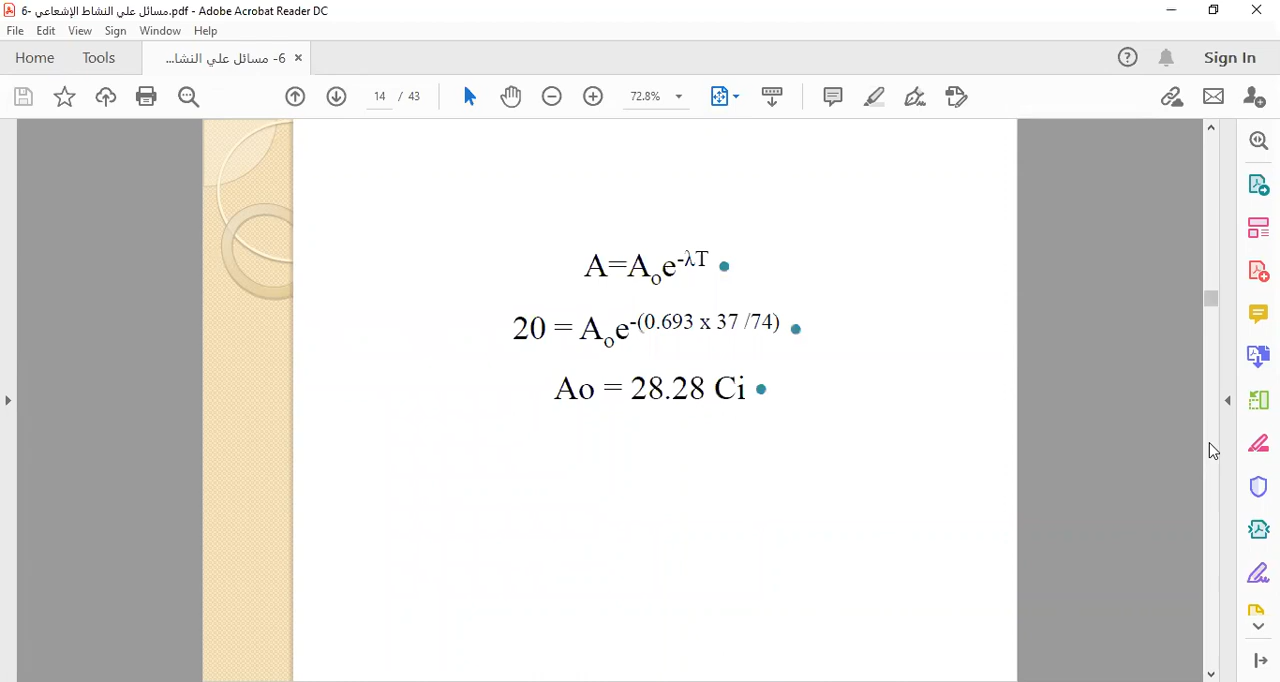 6- مسائل علي النشاط الإشعاعي.pdf - Adobe Acrobat Reader DC
File Edit View Sign Window Help
Home Tools 6- مسائل علي النشا... × Sign In
14 / 43 72.8%
A=Aₒe^-λT •
20 = Aₒe^-(0.693 x 37 /74) •
Ao = 28.28 Ci •